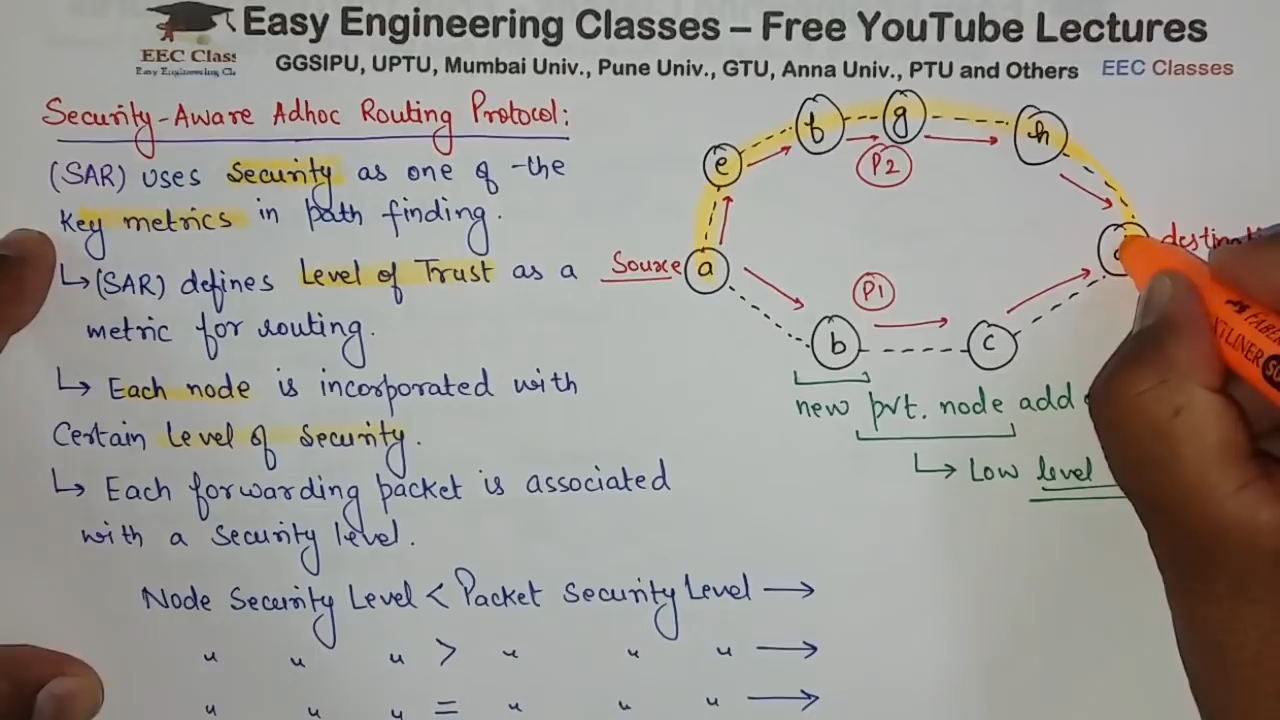 Easy Engineering Classes – Free YouTube Lectures
EEC Class
Easy Engineering Cla
GGSIPU, UPTU, Mumbai Univ., Pune Univ., GTU, Anna Univ., PTU and Others EEC Classes
Security-Aware Adhoc Routing Protocol:
(SAR) uses security as one of the
key metrics in path finding.
↳ (SAR) defines Level of Trust as a
metric for routing.
↳ Each node is incorporated with
Certain level of security.
↳ Each forwarding packet is associated
with a security level.
Node Security Level < Packet Security Level →
" " " > " " " →
" " " = " " " →
e f g h
P2
Source a
P1
b c
new pvt. node add
↳ Low level